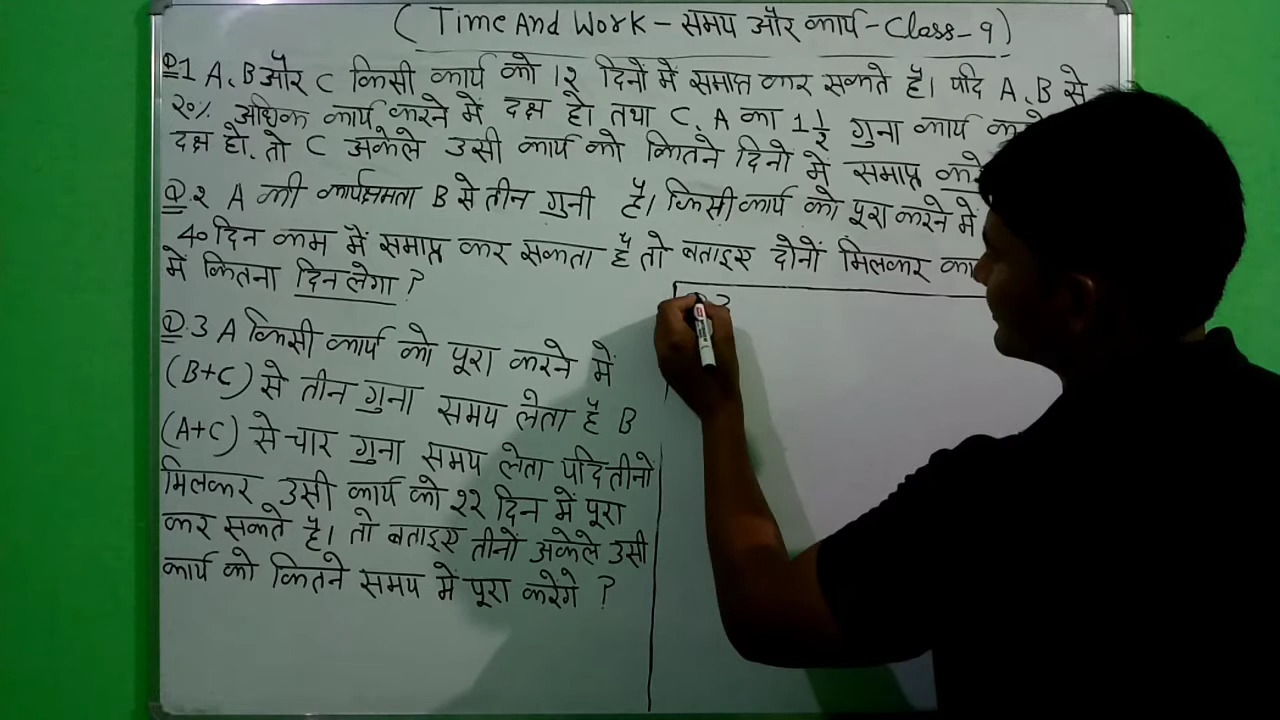 ( Time And Work - समय और कार्य - Class - 9 )
Q1 A, B और C किसी कार्य को 12 दिनों में समाप्त कर सकते है। यदि A, B से
20% अधिक कार्य करने मे दक्ष हो। तथा C, A का 1 1/2 गुना कार्य
दक्ष हो, तो C अकेले उसी कार्य को कितने दिनो में समाप्त
Q.2 A की कार्यक्षमता B से तीन गुनी है। किसी कार्य को पूरा करने में
40 दिन कम में समाप्त कर सकता है तो बताइए दोनों मिलकर
मे कितना दिन लेगा ?
Q.3 A किसी कार्य को पूरा करने में
(B+C) से तीन गुना समय लेता है B
(A+C) से चार गुना समय लेता यदि तीनो
मिलकर उसी कार्य को 22 दिन में पूरा
कर सकते है। तो बताइए तीनो अकेले उसी
कार्य को कितने समय में पूरा करेगे ?